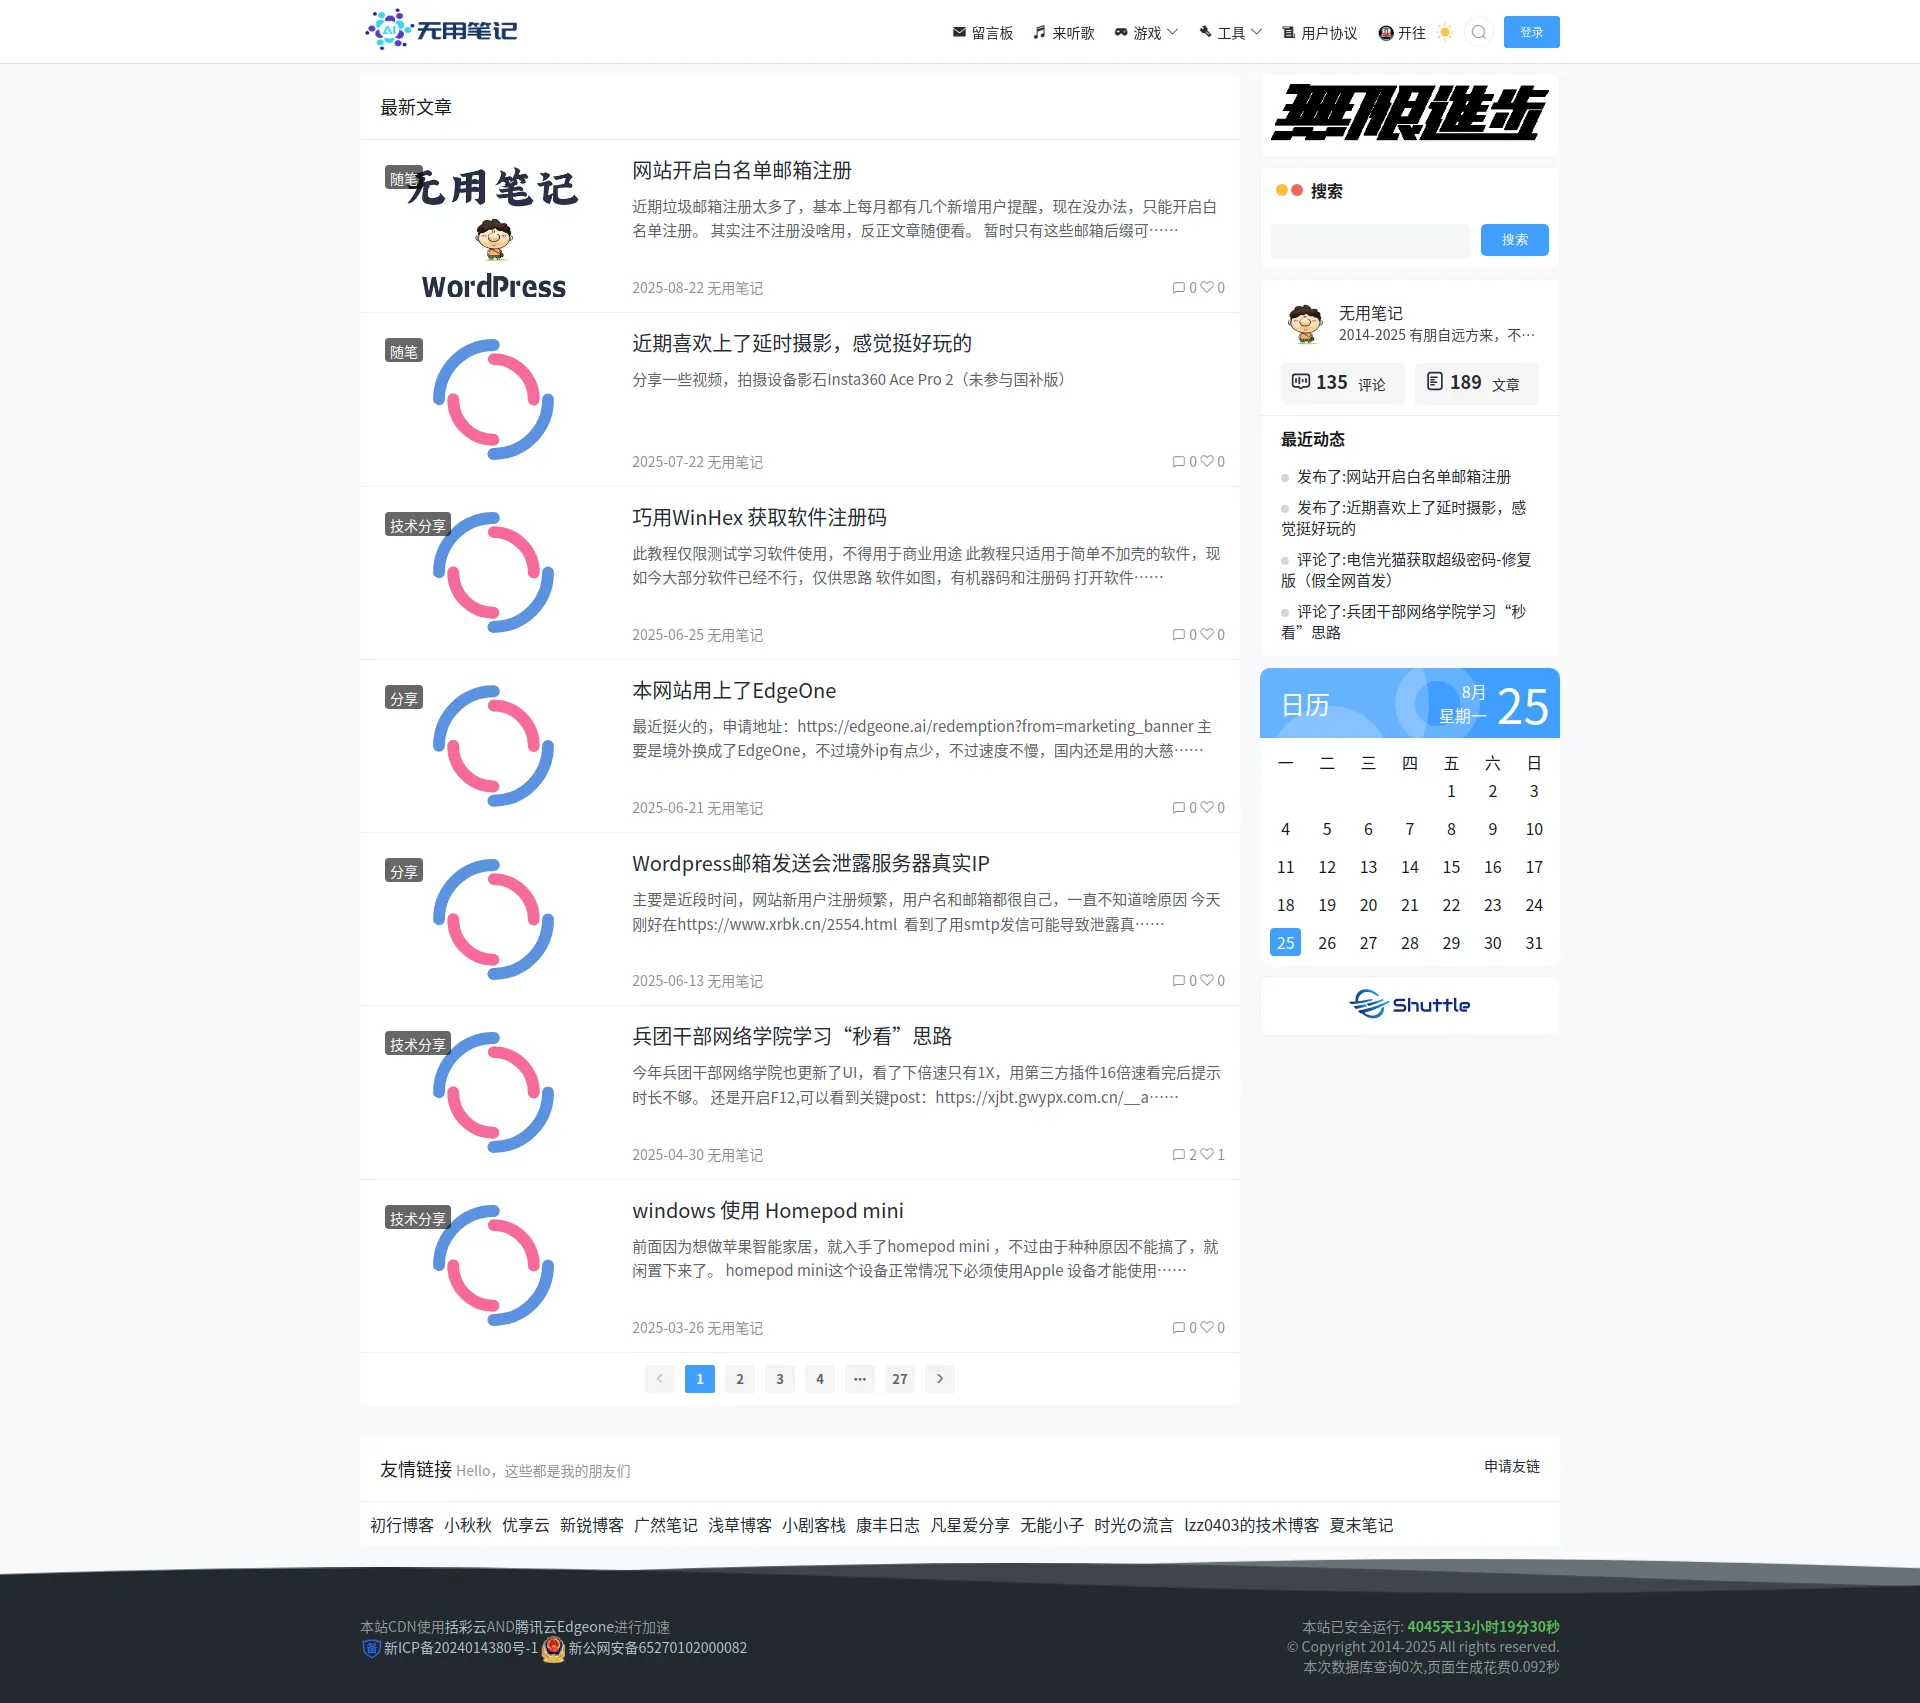 无用笔记
留言板
来听歌
游戏
工具
用户协议
开往
登录
最新文章
随笔
无用笔记
WordPress
网站开启白名单邮箱注册
近期垃圾邮箱注册太多了，基本上每月都有几个新增用户提醒，现在没办法，只能开启白
名单注册。 其实注不注册没啥用，反正文章随便看。 暂时只有这些邮箱后缀可……
2025-08-22 无用笔记
0 0
随笔
近期喜欢上了延时摄影，感觉挺好玩的
分享一些视频，拍摄设备影石Insta360 Ace Pro 2（未参与国补版）
2025-07-22 无用笔记
0 0
技术分享
巧用WinHex 获取软件注册码
此教程仅限测试学习软件使用，不得用于商业用途 此教程只适用于简单不加壳的软件，现
如今大部分软件已经不行，仅供思路 软件如图，有机器码和注册码 打开软件……
2025-06-25 无用笔记
0 0
分享
本网站用上了EdgeOne
最近挺火的，申请地址：https://edgeone.ai/redemption?from=marketing_banner 主
要是境外换成了EdgeOne，不过境外ip有点少，不过速度不慢，国内还是用的大慈……
2025-06-21 无用笔记
0 0
分享
Wordpress邮箱发送会泄露服务器真实IP
主要是近段时间，网站新用户注册频繁，用户名和邮箱都很自己，一直不知道啥原因 今天
刚好在https://www.xrbk.cn/2554.html 看到了用smtp发信可能导致泄露真……
2025-06-13 无用笔记
0 0
技术分享
兵团干部网络学院学习“秒看”思路
今年兵团干部网络学院也更新了UI，看了下倍速只有1X，用第三方插件16倍速看完后提示
时长不够。 还是开启F12,可以看到关键post：https://xjbt.gwypx.com.cn/__a……
2025-04-30 无用笔记
2 1
技术分享
windows 使用 Homepod mini
前面因为想做苹果智能家居，就入手了homepod mini ，不过由于种种原因不能搞了，就
闲置下来了。 homepod mini这个设备正常情况下必须使用Apple 设备才能使用……
2025-03-26 无用笔记
0 0
1 2 3 4 ··· 27
無限進步
搜索
搜索
无用笔记
2014-2025 有朋自远方来，不…
135 评论
189 文章
最近动态
发布了:网站开启白名单邮箱注册
发布了:近期喜欢上了延时摄影，感
觉挺好玩的
评论了:电信光猫获取超级密码-修复
版（假全网首发）
评论了:兵团干部网络学院学习“秒
看”思路
日历
8月
星期一
25
一 二 三 四 五 六 日
1 2 3
4 5 6 7 8 9 10
11 12 13 14 15 16 17
18 19 20 21 22 23 24
25 26 27 28 29 30 31
Shuttle
友情链接 Hello，这些都是我的朋友们
申请友链
初行博客 小秋秋 优享云 新锐博客 广然笔记 浅草博客 小剧客栈 康丰日志 凡星爱分享 无能小子 时光の流言 lzz0403的技术博客 夏末笔记
本站CDN使用括彩云AND腾讯云Edgeone进行加速
新ICP备2024014380号-1 新公网安备65270102000082
本站已安全运行: 4045天13小时19分30秒
© Copyright 2014-2025 All rights reserved.
本次数据库查询0次,页面生成花费0.092秒